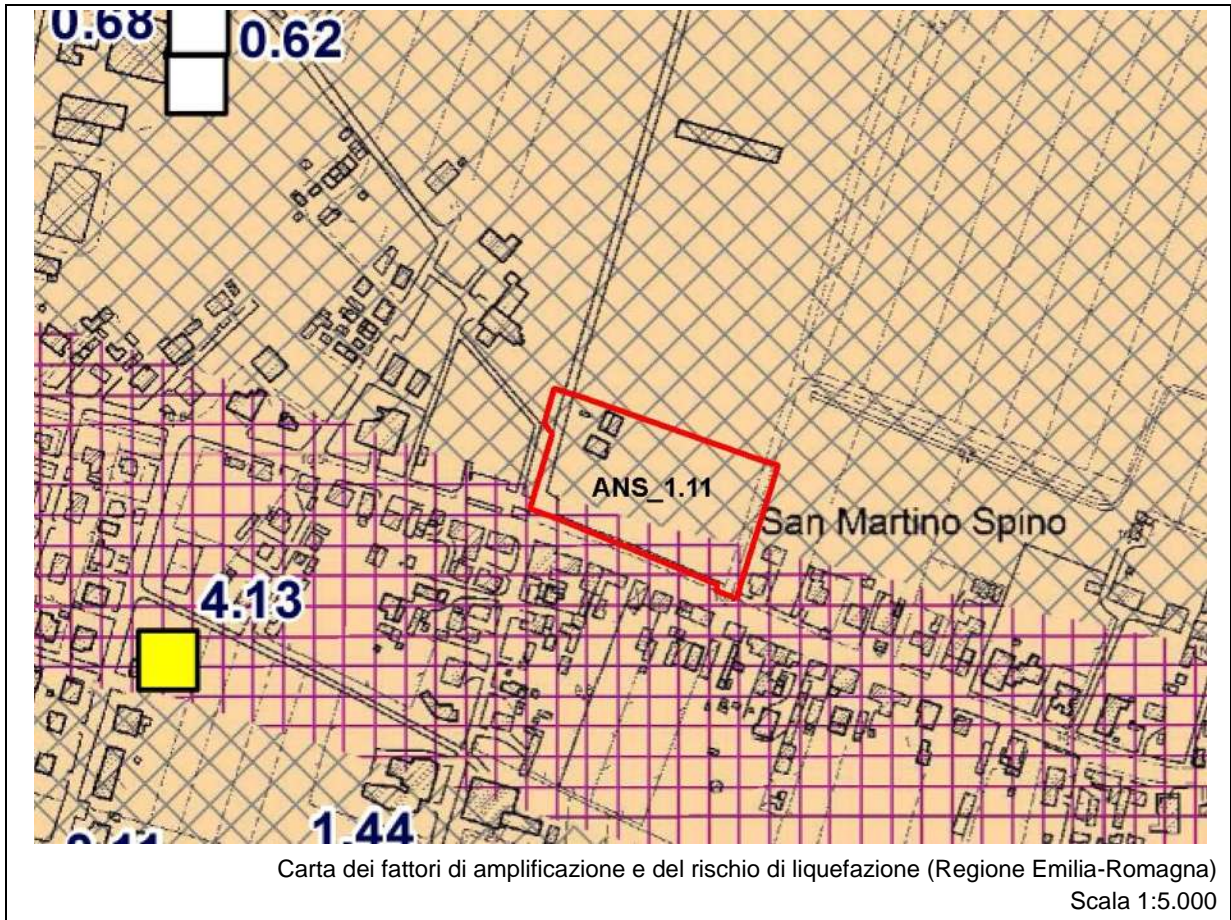 0.68
0.62
ANS_1.11
San Martino Spino
4.13
1.44
Carta dei fattori di amplificazione e del rischio di liquefazione (Regione Emilia-Romagna)
Scala 1:5.000